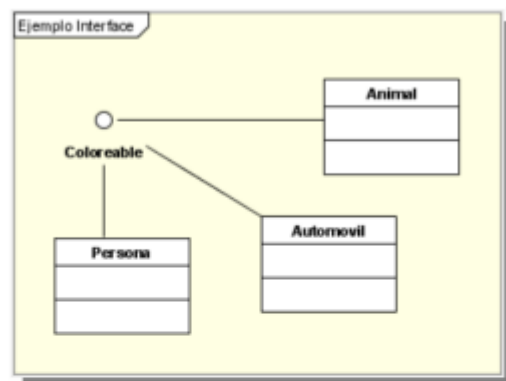 Ejemplo Interface
Animal
Coloreable
Automovil
Persona